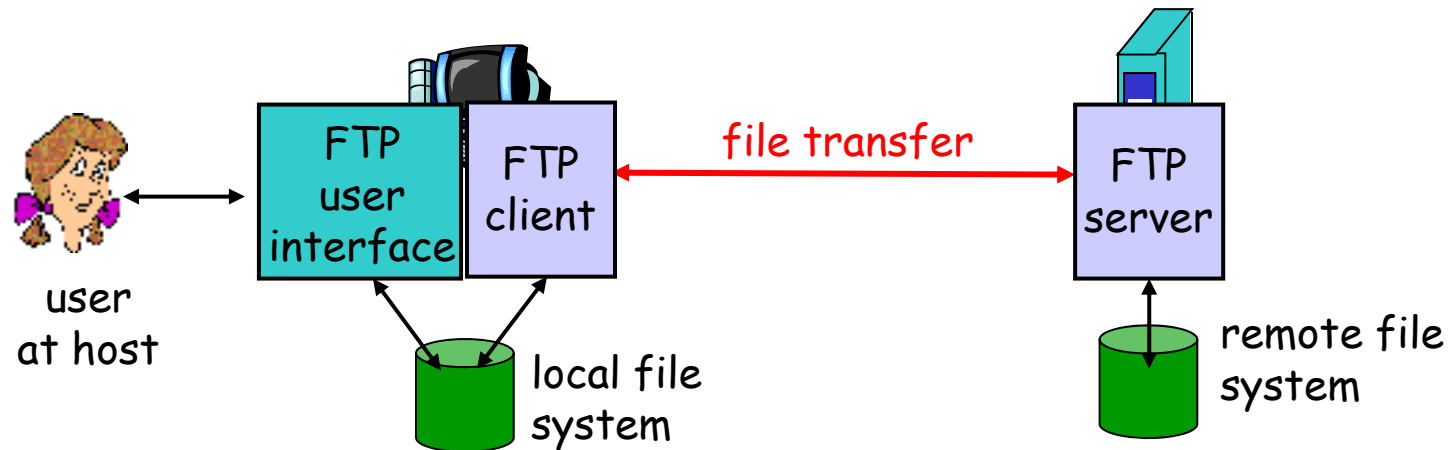 FTP
user
interface
FTP
client
file transfer
FTP
server
user
at host
local file
system
remote file
system